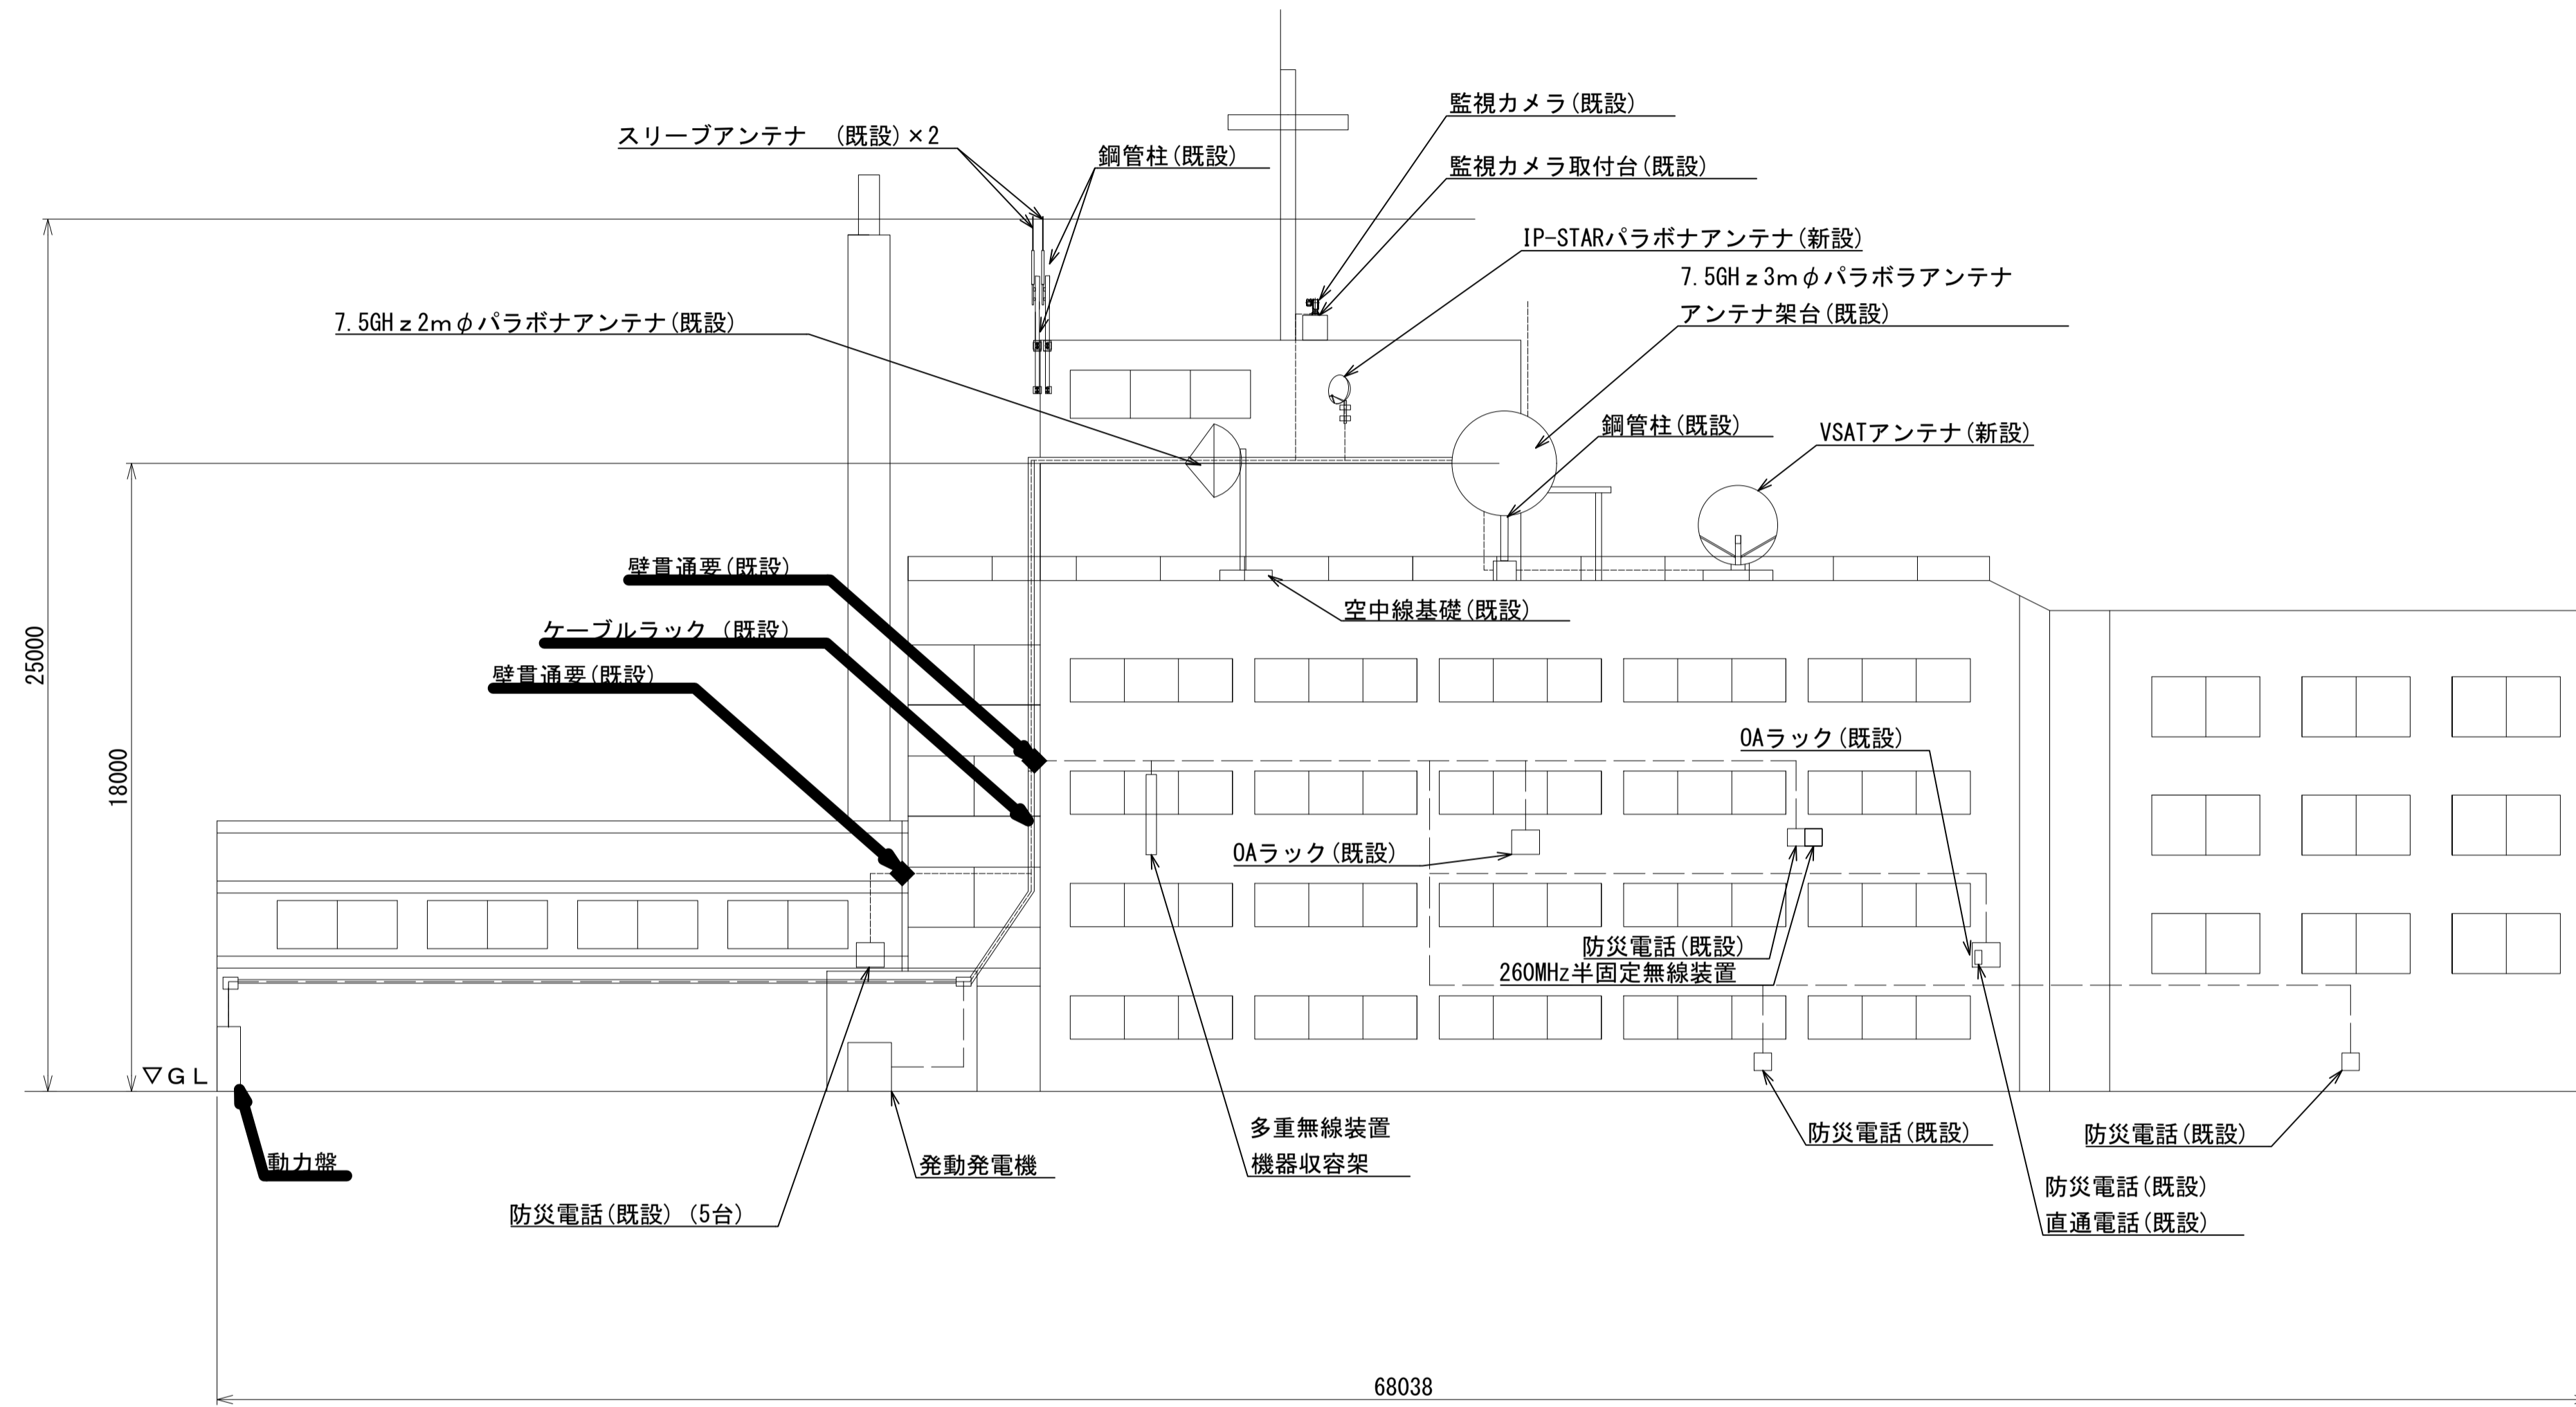 監視カメラ(既設)
スリーブアンテナ　(既設)×2
鋼管柱(既設)
監視カメラ取付台(既設)
IP-STARパラボナアンテナ(新設)
7.5GHz3mφパラボラアンテナ
アンテナ架台(既設)
7.5GHz2mφパラボナアンテナ(既設)
鋼管柱(既設)
VSATアンテナ(新設)
壁貫通要(既設)
空中線基礎(既設)
ケーブルラック (既設)
壁貫通要(既設)
25000
18000
OAラック(既設)
OAラック(既設)
防災電話(既設)
260MHz半固定無線装置
▽GL
動力盤
発動発電機
多重無線装置
機器収容架
防災電話(既設)
防災電話(既設)
防災電話(既設) (5台)
防災電話(既設)
直通電話(既設)
68038